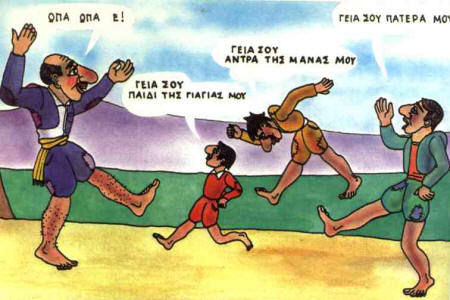 ΩΠΑ ΩΠΑ Ε!
ΓΕΙΑ ΣΟΥ
ΠΑΙΔΙ ΤΗΣ ΓΙΑΓΙΑΣ ΜΟΥ
ΓΕΙΑ ΣΟΥ
ΑΝΤΡΑ ΤΗΣ ΜΑΝΑΣ ΜΟΥ
ΓΕΙΑ ΣΟΥ ΠΑΤΕΡΑ ΜΟΥ